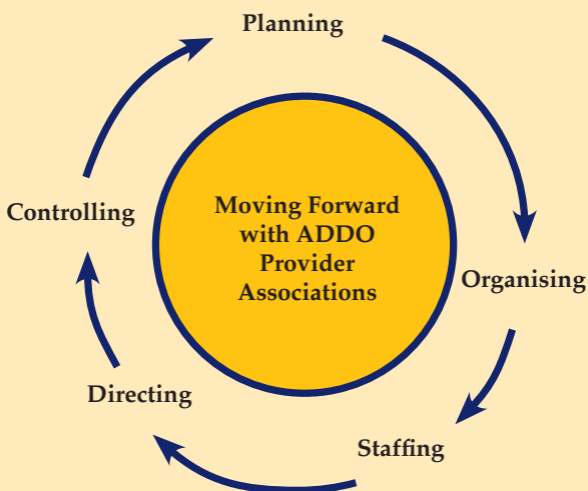 Planning
Organising
Staffing
Directing
Controlling
Moving Forward
with ADDO
Provider
Associations